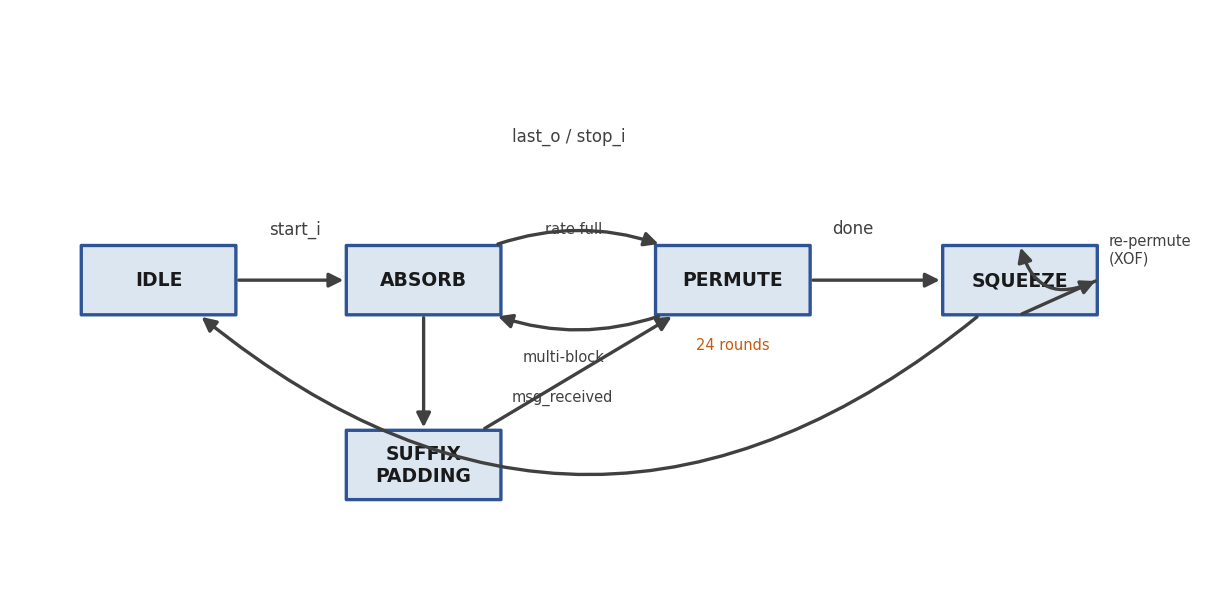 last_o / stop_i
start_i
rate full
done
re-permute
(XOF)
IDLE
ABSORB
PERMUTE
SQUEEZE
24 rounds
multi-block
msg_received
SUFFIX
PADDING